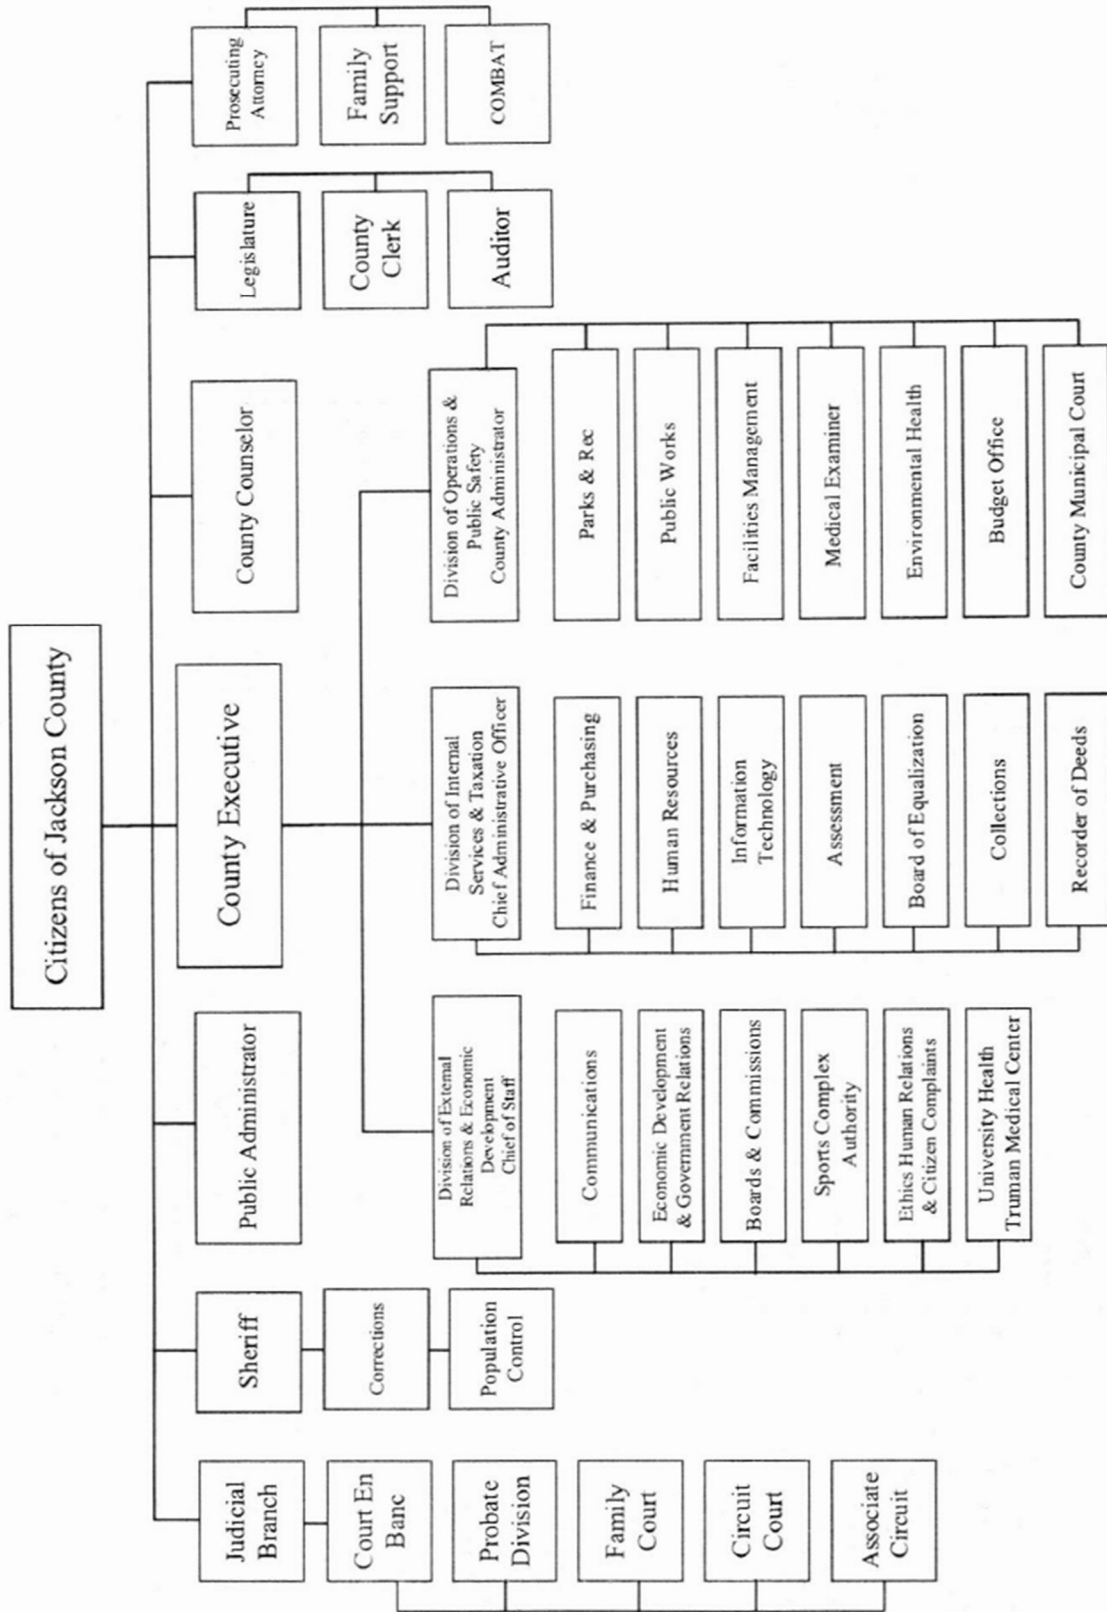 Citizens of Jackson County
Judicial
Branch
Court En
Banc
Probate
Division
Family
Court
Circuit
Court
Associate
Circuit
Sheriff
Corrections
Population
Control
Public Administrator
County Executive
Division of External
Relations & Economic
Development
Chief of Staff
Communications
Economic Development
& Government Relations
Boards & Commissions
Sports Complex
Authority
Ethics Human Relations
& Citizen Complaints
University Health
Truman Medical Center
Division of Internal
Services & Taxation
Chief Administrative Officer
Finance & Purchasing
Human Resources
Information
Technology
Assessment
Board of Equalization
Collections
Recorder of Deeds
Division of Operations &
Public Safety
County Administrator
Parks & Rec
Public Works
Facilities Management
Medical Examiner
Environmental Health
Budget Office
County Municipal Court
County Counselor
Legislature
County
Clerk
Auditor
Prosecuting
Attorney
Family
Support
COMBAT